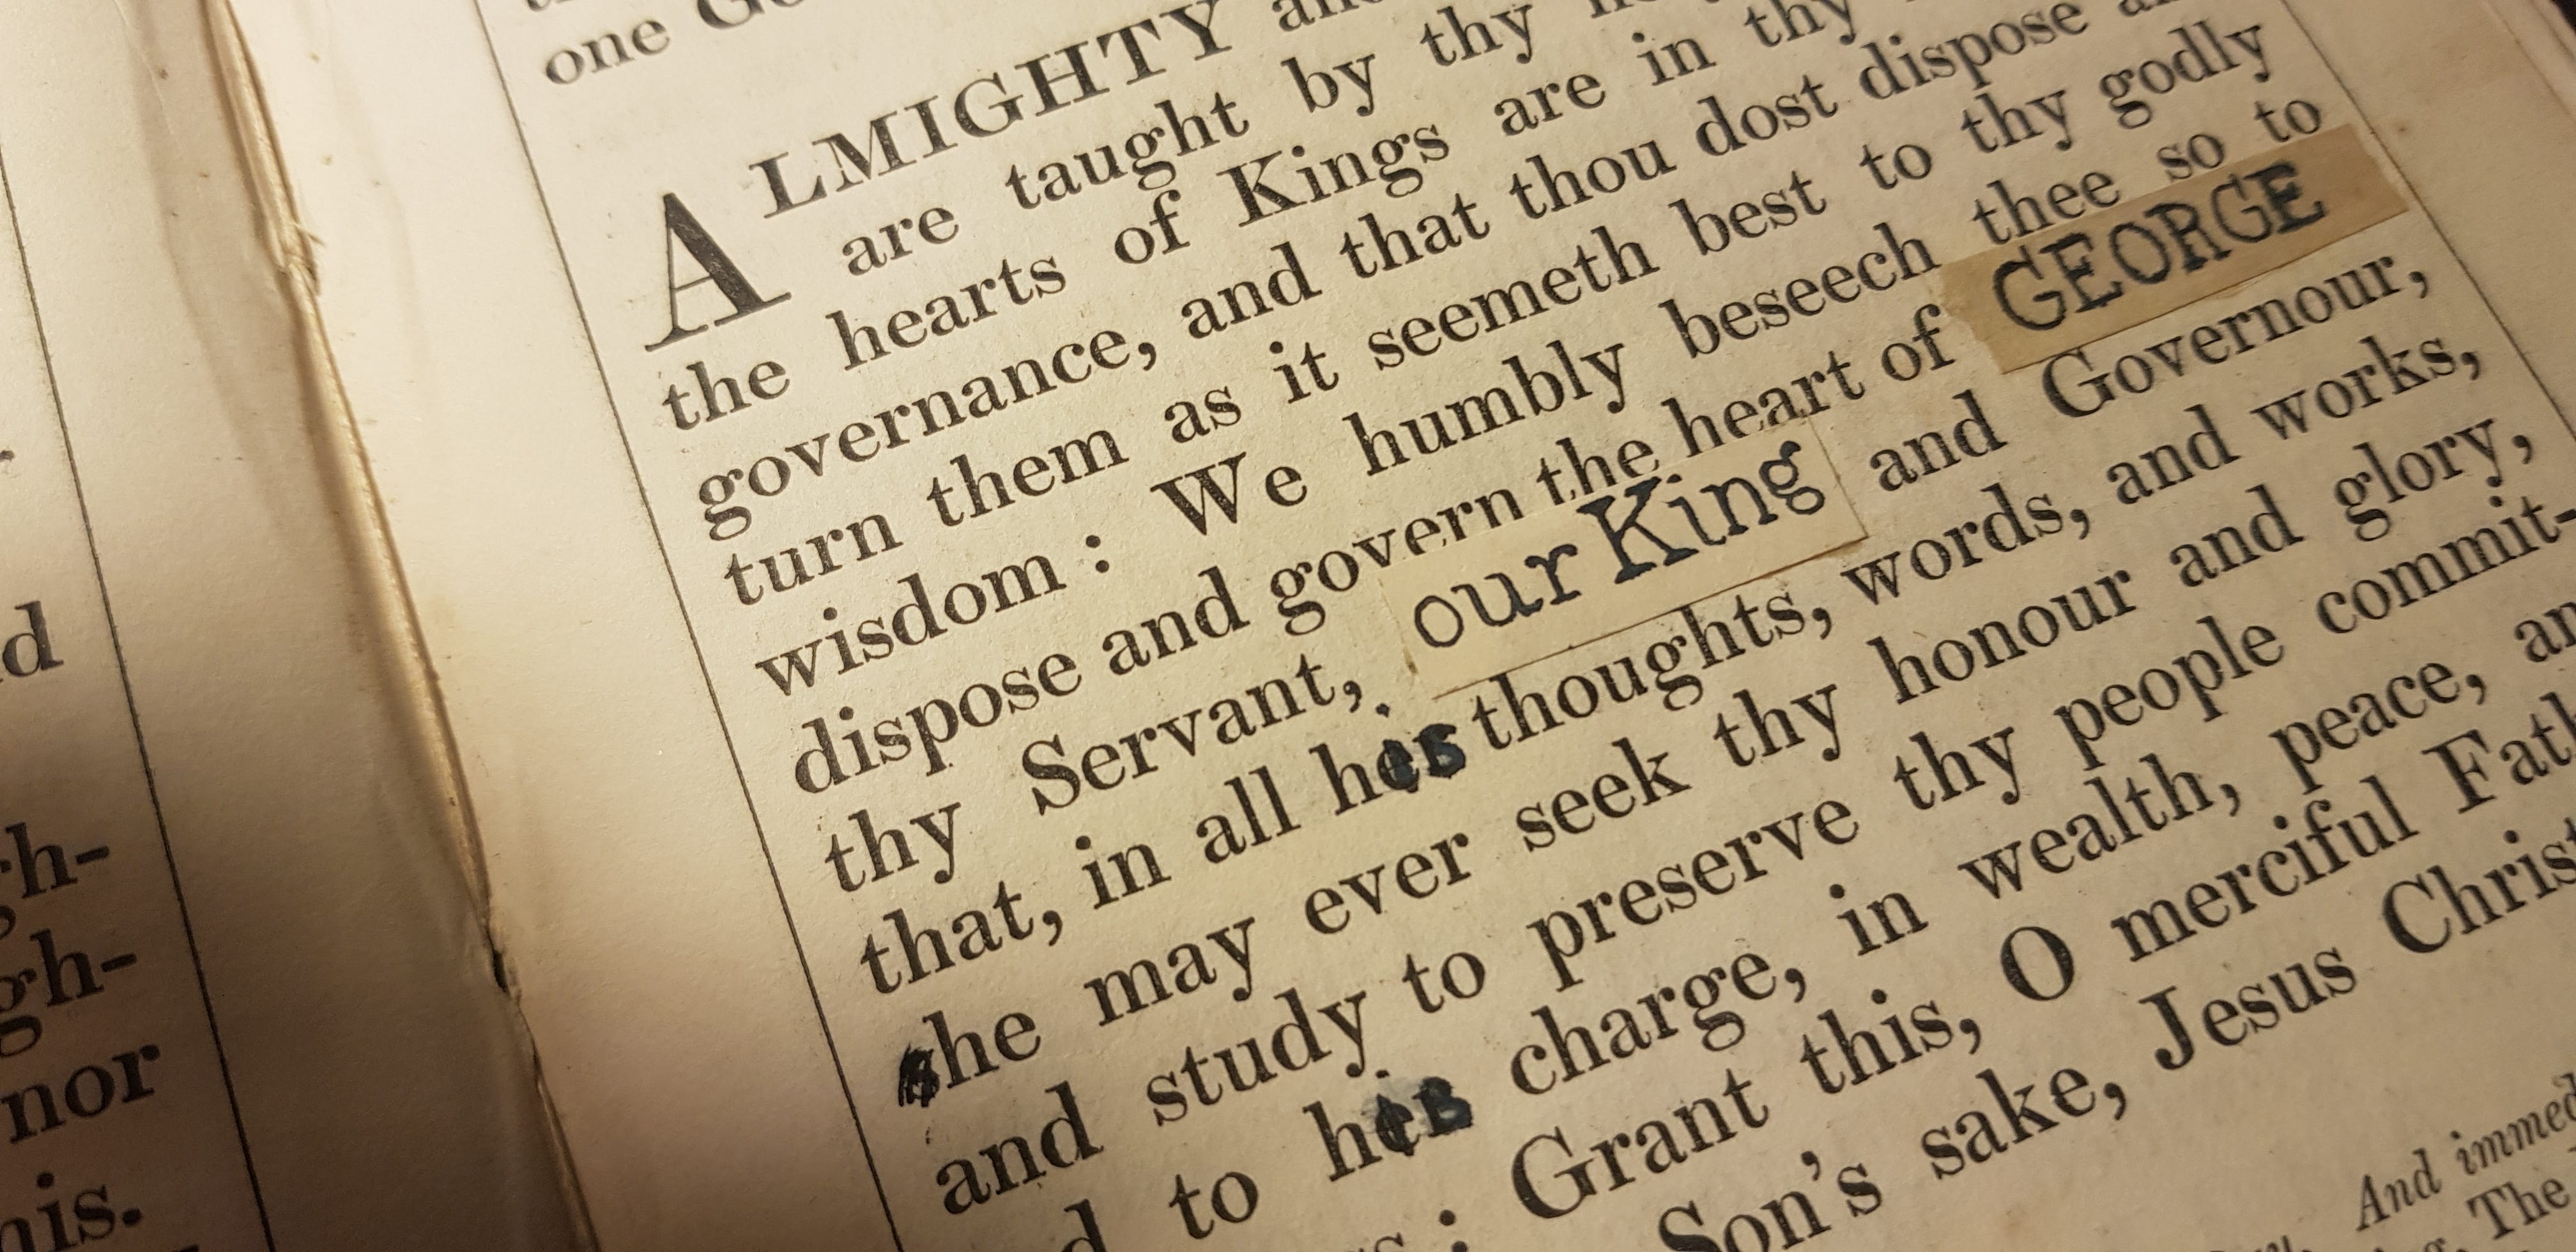 one
ALMIGHTY
are taught by thy
the hearts of Kings are in thy
governance, and that thou dost dispose
turn them as it seemeth best to thy godly
wisdom : We humbly beseech thee so to
dispose and govern the heart of GEORGE
thy Servant, our King and Governour,
that, in all his thoughts, words, and works,
he may ever seek thy honour and glory,
and study to preserve thy people commit-
to his charge, in wealth, peace,
Grant this, O merciful
Son's sake, Jesus Christ
And
The
nor